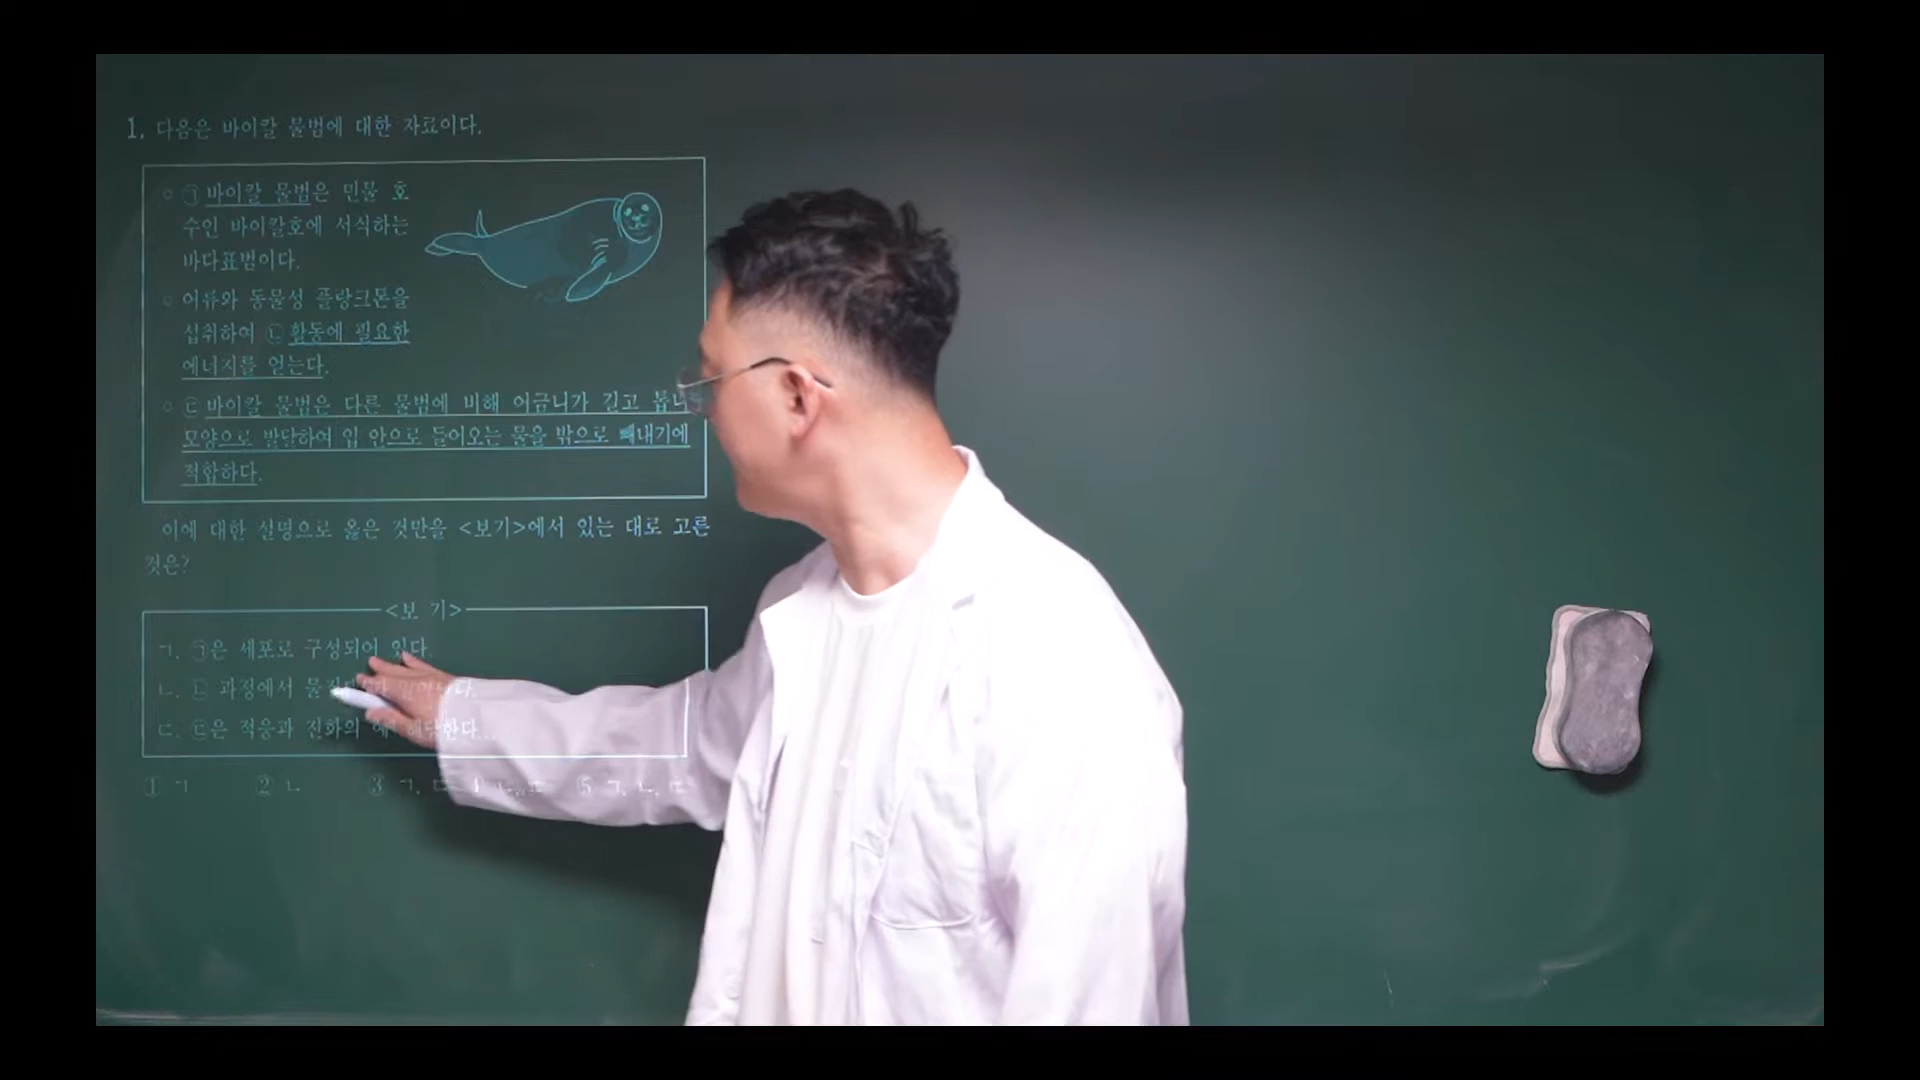 1. 다음은 바이칼 물범에 대한 자료이다.
○ ㉠ 바이칼 물범은 민물 호
수인 바이칼호에 서식하는
바다표범이다.
○ 어류와 동물성 플랑크톤을
섭취하여 ㉡ 활동에 필요한
에너지를 얻는다.
○ ㉢ 바이칼 물범은 다른 물범에 비해 어금니가 길고
모양으로 발달하여 입 안으로 들어오는 물을 밖으로 빼내기에
적합하다.
이에 대한 설명으로 옳은 것만을 <보기>에서 있는 대로 고른
것은?
<보 기>
ㄱ. ㉠은 세포로 구성되어 있다.
ㄴ. ㉡ 과정에서
ㄷ. ㉢은 적응과 진화의 예에 해당한다.
① ㄱ ② ㄴ ③ ㄱ, ㄷ ④ ㄴ, ㄷ ⑤ ㄱ, ㄴ, ㄷ